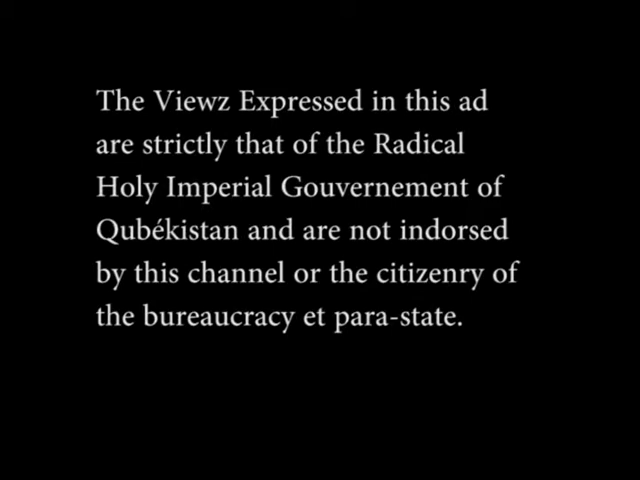 The Viewz Expressed in this ad
are strictly that of the Radical
Holy Imperial Gouvernement of
Qubékistan and are not indorsed
by this channel or the citizenry of
the bureaucracy et para-state.